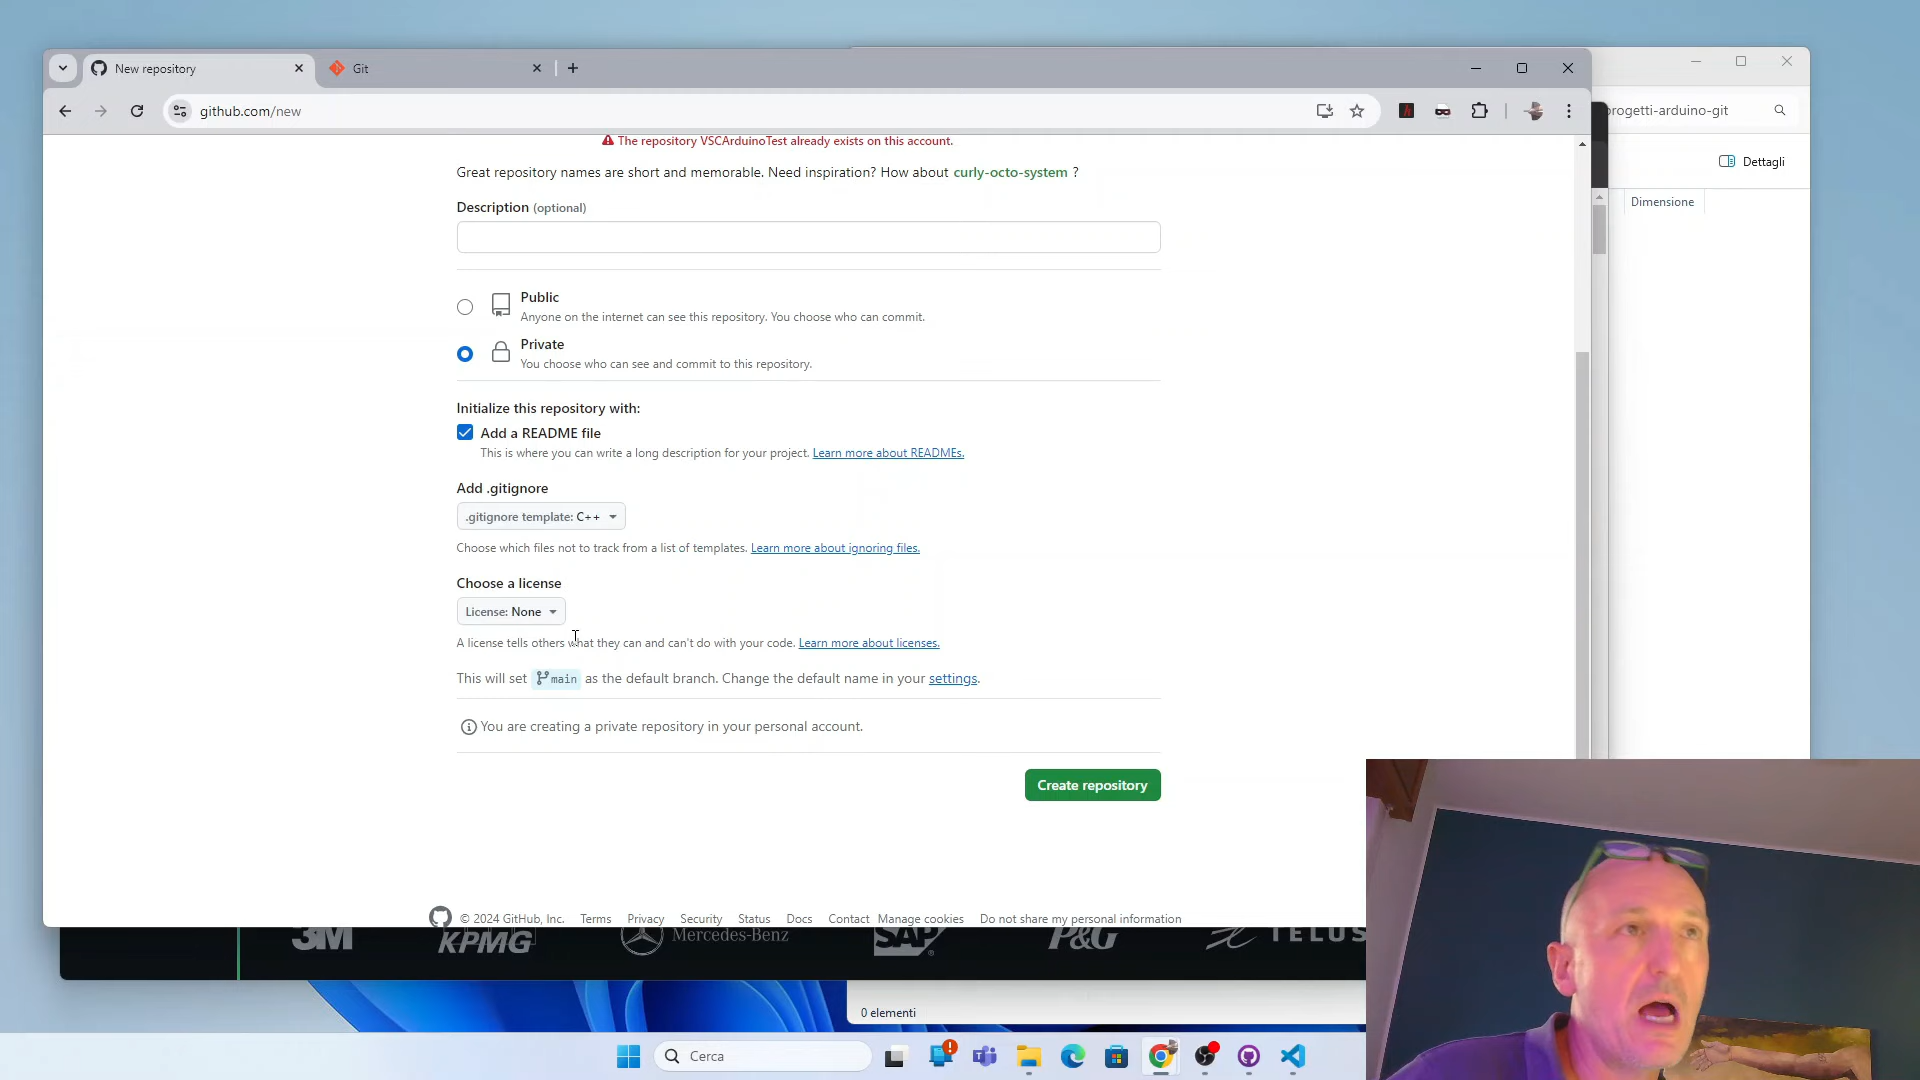 New repository
Git
github.com/new
progetti-arduino-git
The repository VSCArduinoTest already exists on this account.
Great repository names are short and memorable. Need inspiration? How about curly-octo-system ?
Dettagli
Dimensione
Description (optional)
Public
Anyone on the internet can see this repository. You choose who can commit.
Private
You choose who can see and commit to this repository.
Initialize this repository with:
Add a README file
This is where you can write a long description for your project. Learn more about READMEs.
Add .gitignore
.gitignore template: C++
Choose which files not to track from a list of templates. Learn more about ignoring files.
Choose a license
License: None
A license tells others what they can and can't do with your code. Learn more about licenses.
This will set main as the default branch. Change the default name in your settings.
You are creating a private repository in your personal account.
Create repository
© 2024 GitHub, Inc. Terms Privacy Security Status Docs Contact Manage cookies Do not share my personal information
3M KPMG Mercedes-Benz SAP P&G TELUS
0 elementi
Cerca